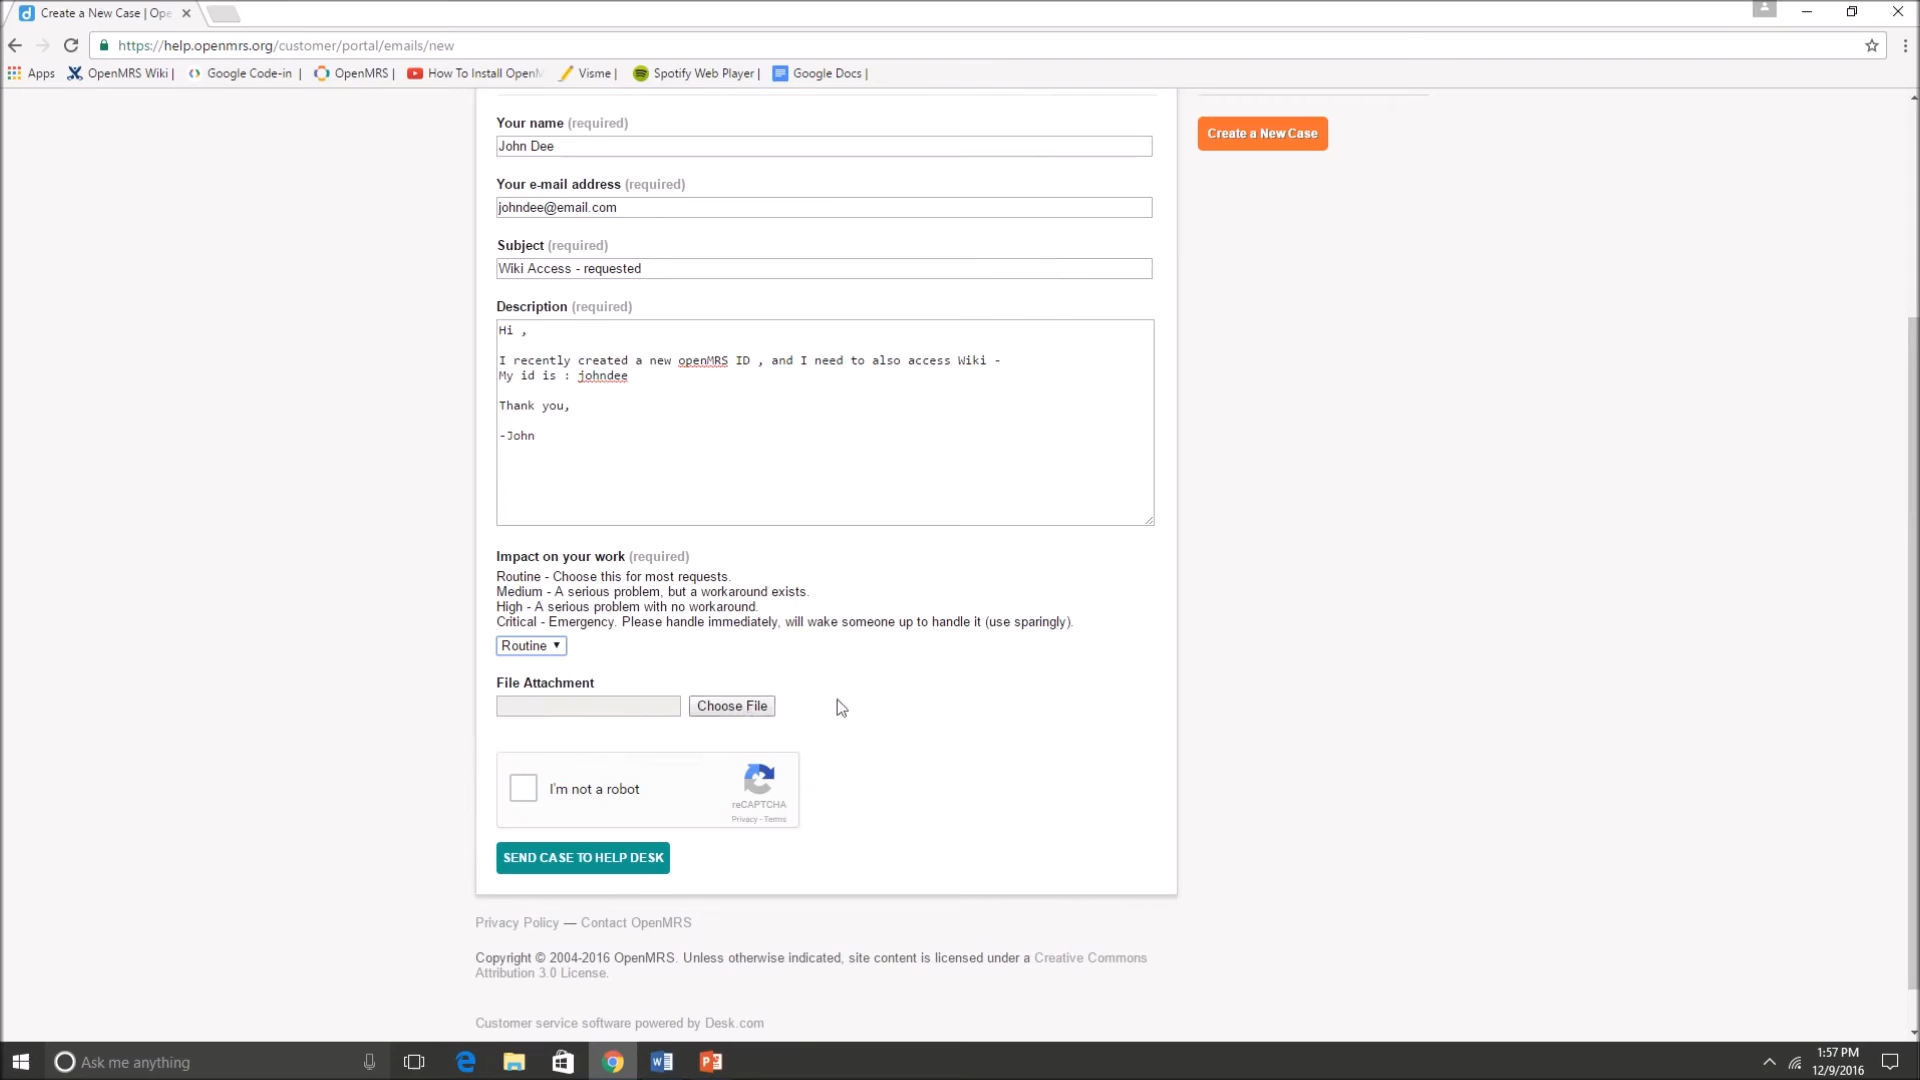 Create a New Case | Ope
https://help.openmrs.org/customer/portal/emails/new
Apps OpenMRS Wiki | Google Code-in | OpenMRS | How To Install OpenM Visme | Spotify Web Player | Google Docs |
Your name (required)
John Dee
Create a New Case
Your e-mail address (required)
johndee@email.com
Subject (required)
Wiki Access - requested
Description (required)
Hi ,
I recently created a new openMRS ID , and I need to also access Wiki -
My id is : johndee
Thank you,
-John
Impact on your work (required)
Routine - Choose this for most requests.
Medium - A serious problem, but a workaround exists.
High - A serious problem with no workaround.
Critical - Emergency. Please handle immediately, will wake someone up to handle it (use sparingly).
Routine
File Attachment
Choose File
I'm not a robot
reCAPTCHA
Privacy - Terms
SEND CASE TO HELP DESK
Privacy Policy — Contact OpenMRS
Copyright © 2004-2016 OpenMRS. Unless otherwise indicated, site content is licensed under a Creative Commons
Attribution 3.0 License.
Customer service software powered by Desk.com
Ask me anything
1:57 PM
12/9/2016